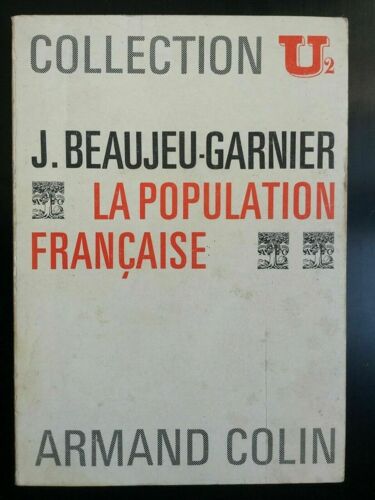 COLLECTION U2
J. BEAUJEU-GARNIER
LA POPULATION
FRANÇAISE
ARMAND COLIN